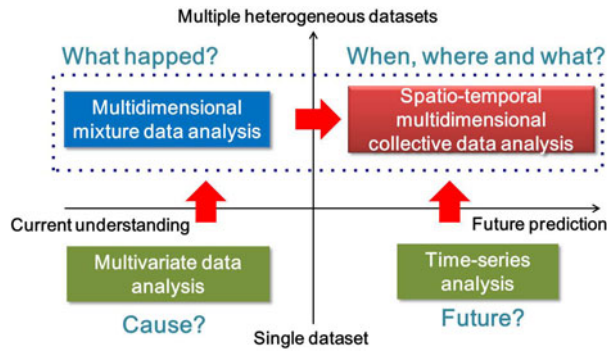 Multiple heterogeneous datasets
What happed?
When, where and what?
Multidimensional
mixture data analysis
Spatio-temporal
multidimensional
collective data analysis
Current understanding
Future prediction
Multivariate data
analysis
Time-series
analysis
Cause?
Future?
Single dataset